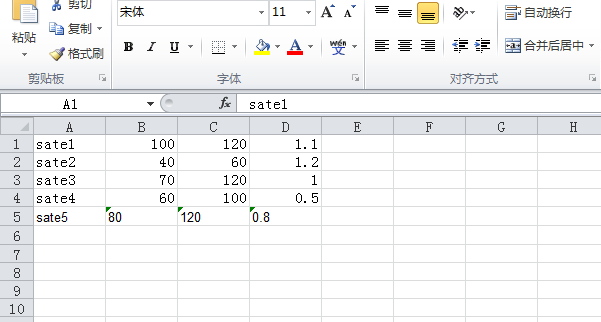 剪切
复制
格式刷
粘贴
剪贴板
宋体 11 A A
B I U A wén 文
字体
自动换行
合并后居中
对齐方式
A1 fx sate1
A B C D E F G H
1 sate1 100 120 1.1
2 sate2 40 60 1.2
3 sate3 70 120 1
4 sate4 60 100 0.5
5 sate5 80 120 0.8
6
7
8
9
10